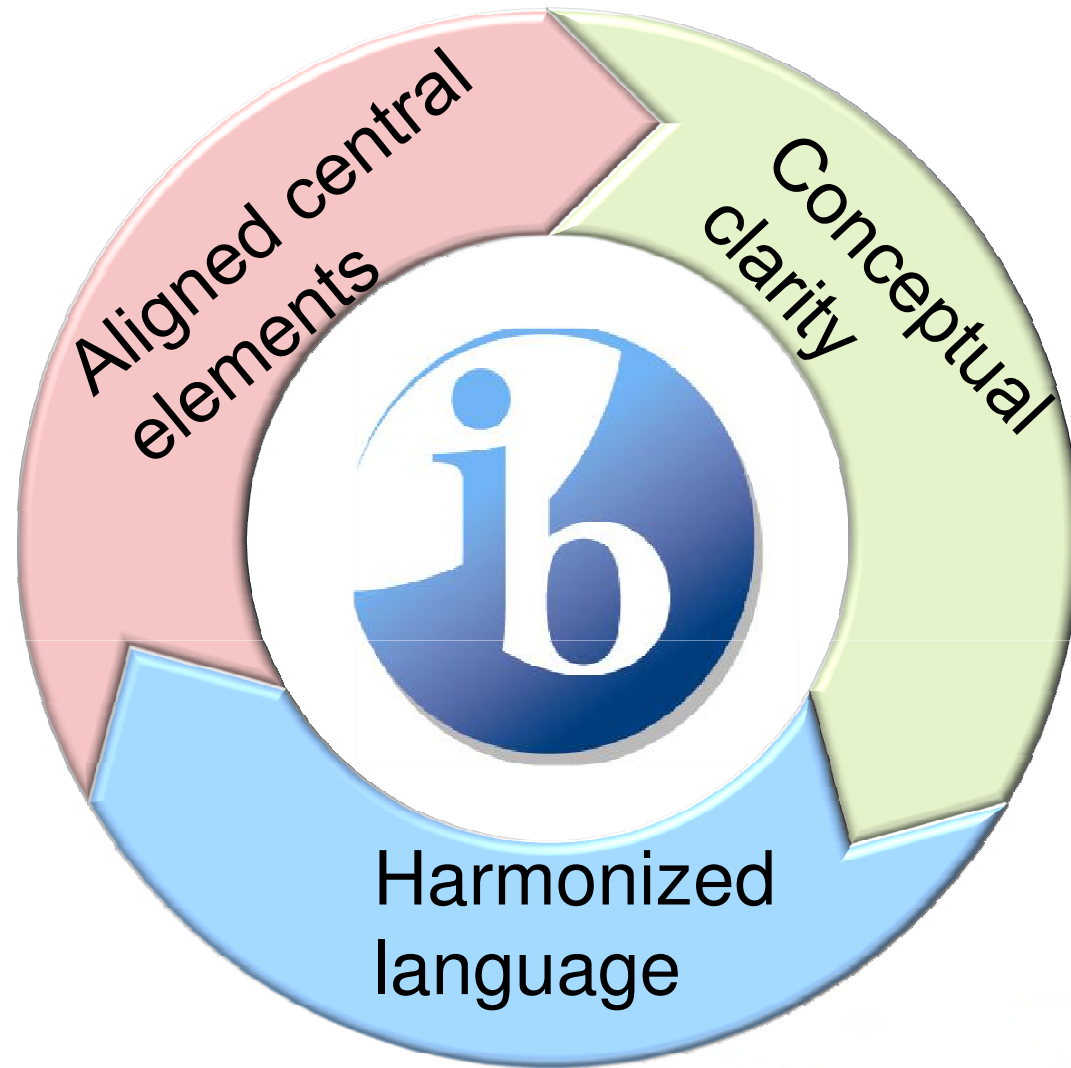 Aligned central
elements
Conceptual
clarity
ib
Harmonized
language